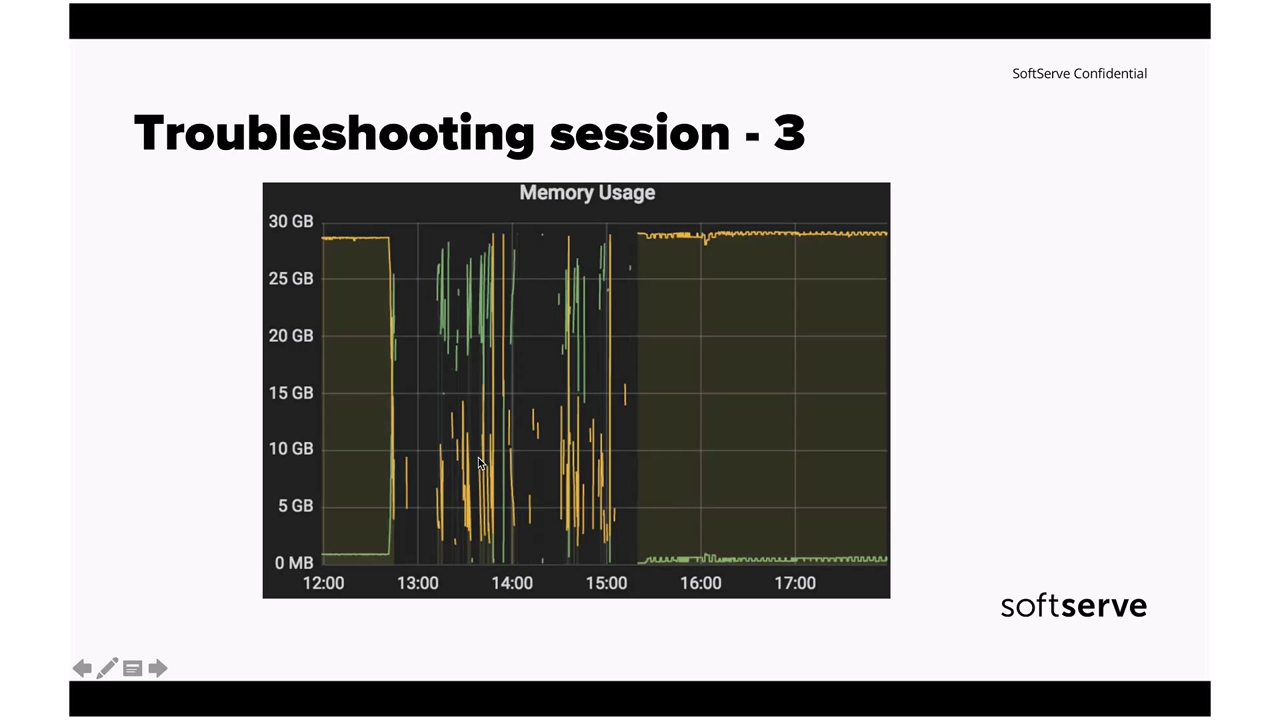 SoftServe Confidential
Troubleshooting session - 3
Memory Usage
30 GB
25 GB
20 GB
15 GB
10 GB
5 GB
0 MB
12:00 13:00 14:00 15:00 16:00 17:00
softserve